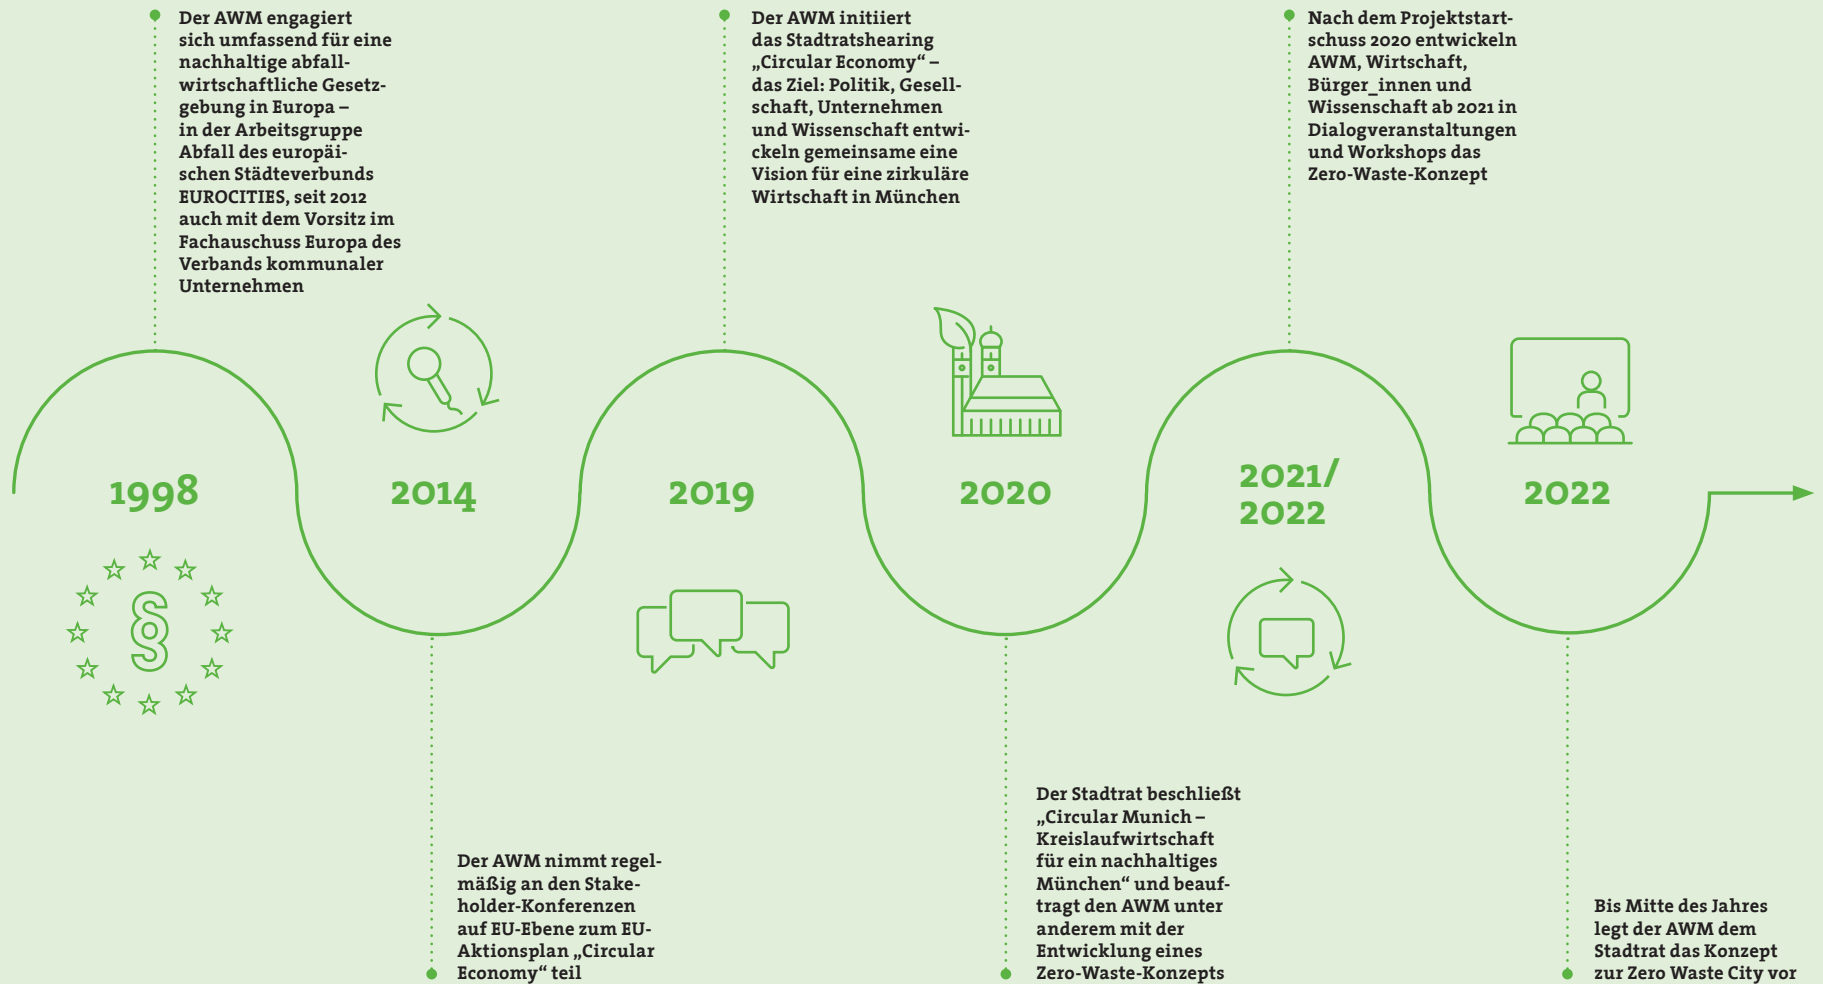 Der AWM engagiert
sich umfassend für eine
nachhaltige abfall-
wirtschaftliche Gesetz-
gebung in Europa –
in der Arbeitsgruppe
Abfall des europäi-
schen Städteverbunds
EUROCITIES, seit 2012
auch mit dem Vorsitz im
Fachauschuss Europa des
Verbands kommunaler
Unternehmen
1998
2014
Der AWM nimmt regel-
mäßig an den Stake-
holder-Konferenzen
auf EU-Ebene zum EU-
Aktionsplan „Circular
Economy“ teil
Der AWM initiiert
das Stadtratshearing
„Circular Economy“ –
das Ziel: Politik, Gesell-
schaft, Unternehmen
und Wissenschaft entwi-
ckeln gemeinsame eine
Vision für eine zirkuläre
Wirtschaft in München
2019
2020
Der Stadtrat beschließt
„Circular Munich –
Kreislaufwirtschaft
für ein nachhaltiges
München“ und beauf-
tragt den AWM unter
anderem mit der
Entwicklung eines
Zero-Waste-Konzepts
Nach dem Projektstart-
schuss 2020 entwickeln
AWM, Wirtschaft,
Bürger_innen und
Wissenschaft ab 2021 in
Dialogveranstaltungen
und Workshops das
Zero-Waste-Konzept
2021/
2022
2022
Bis Mitte des Jahres
legt der AWM dem
Stadtrat das Konzept
zur Zero Waste City vor
§